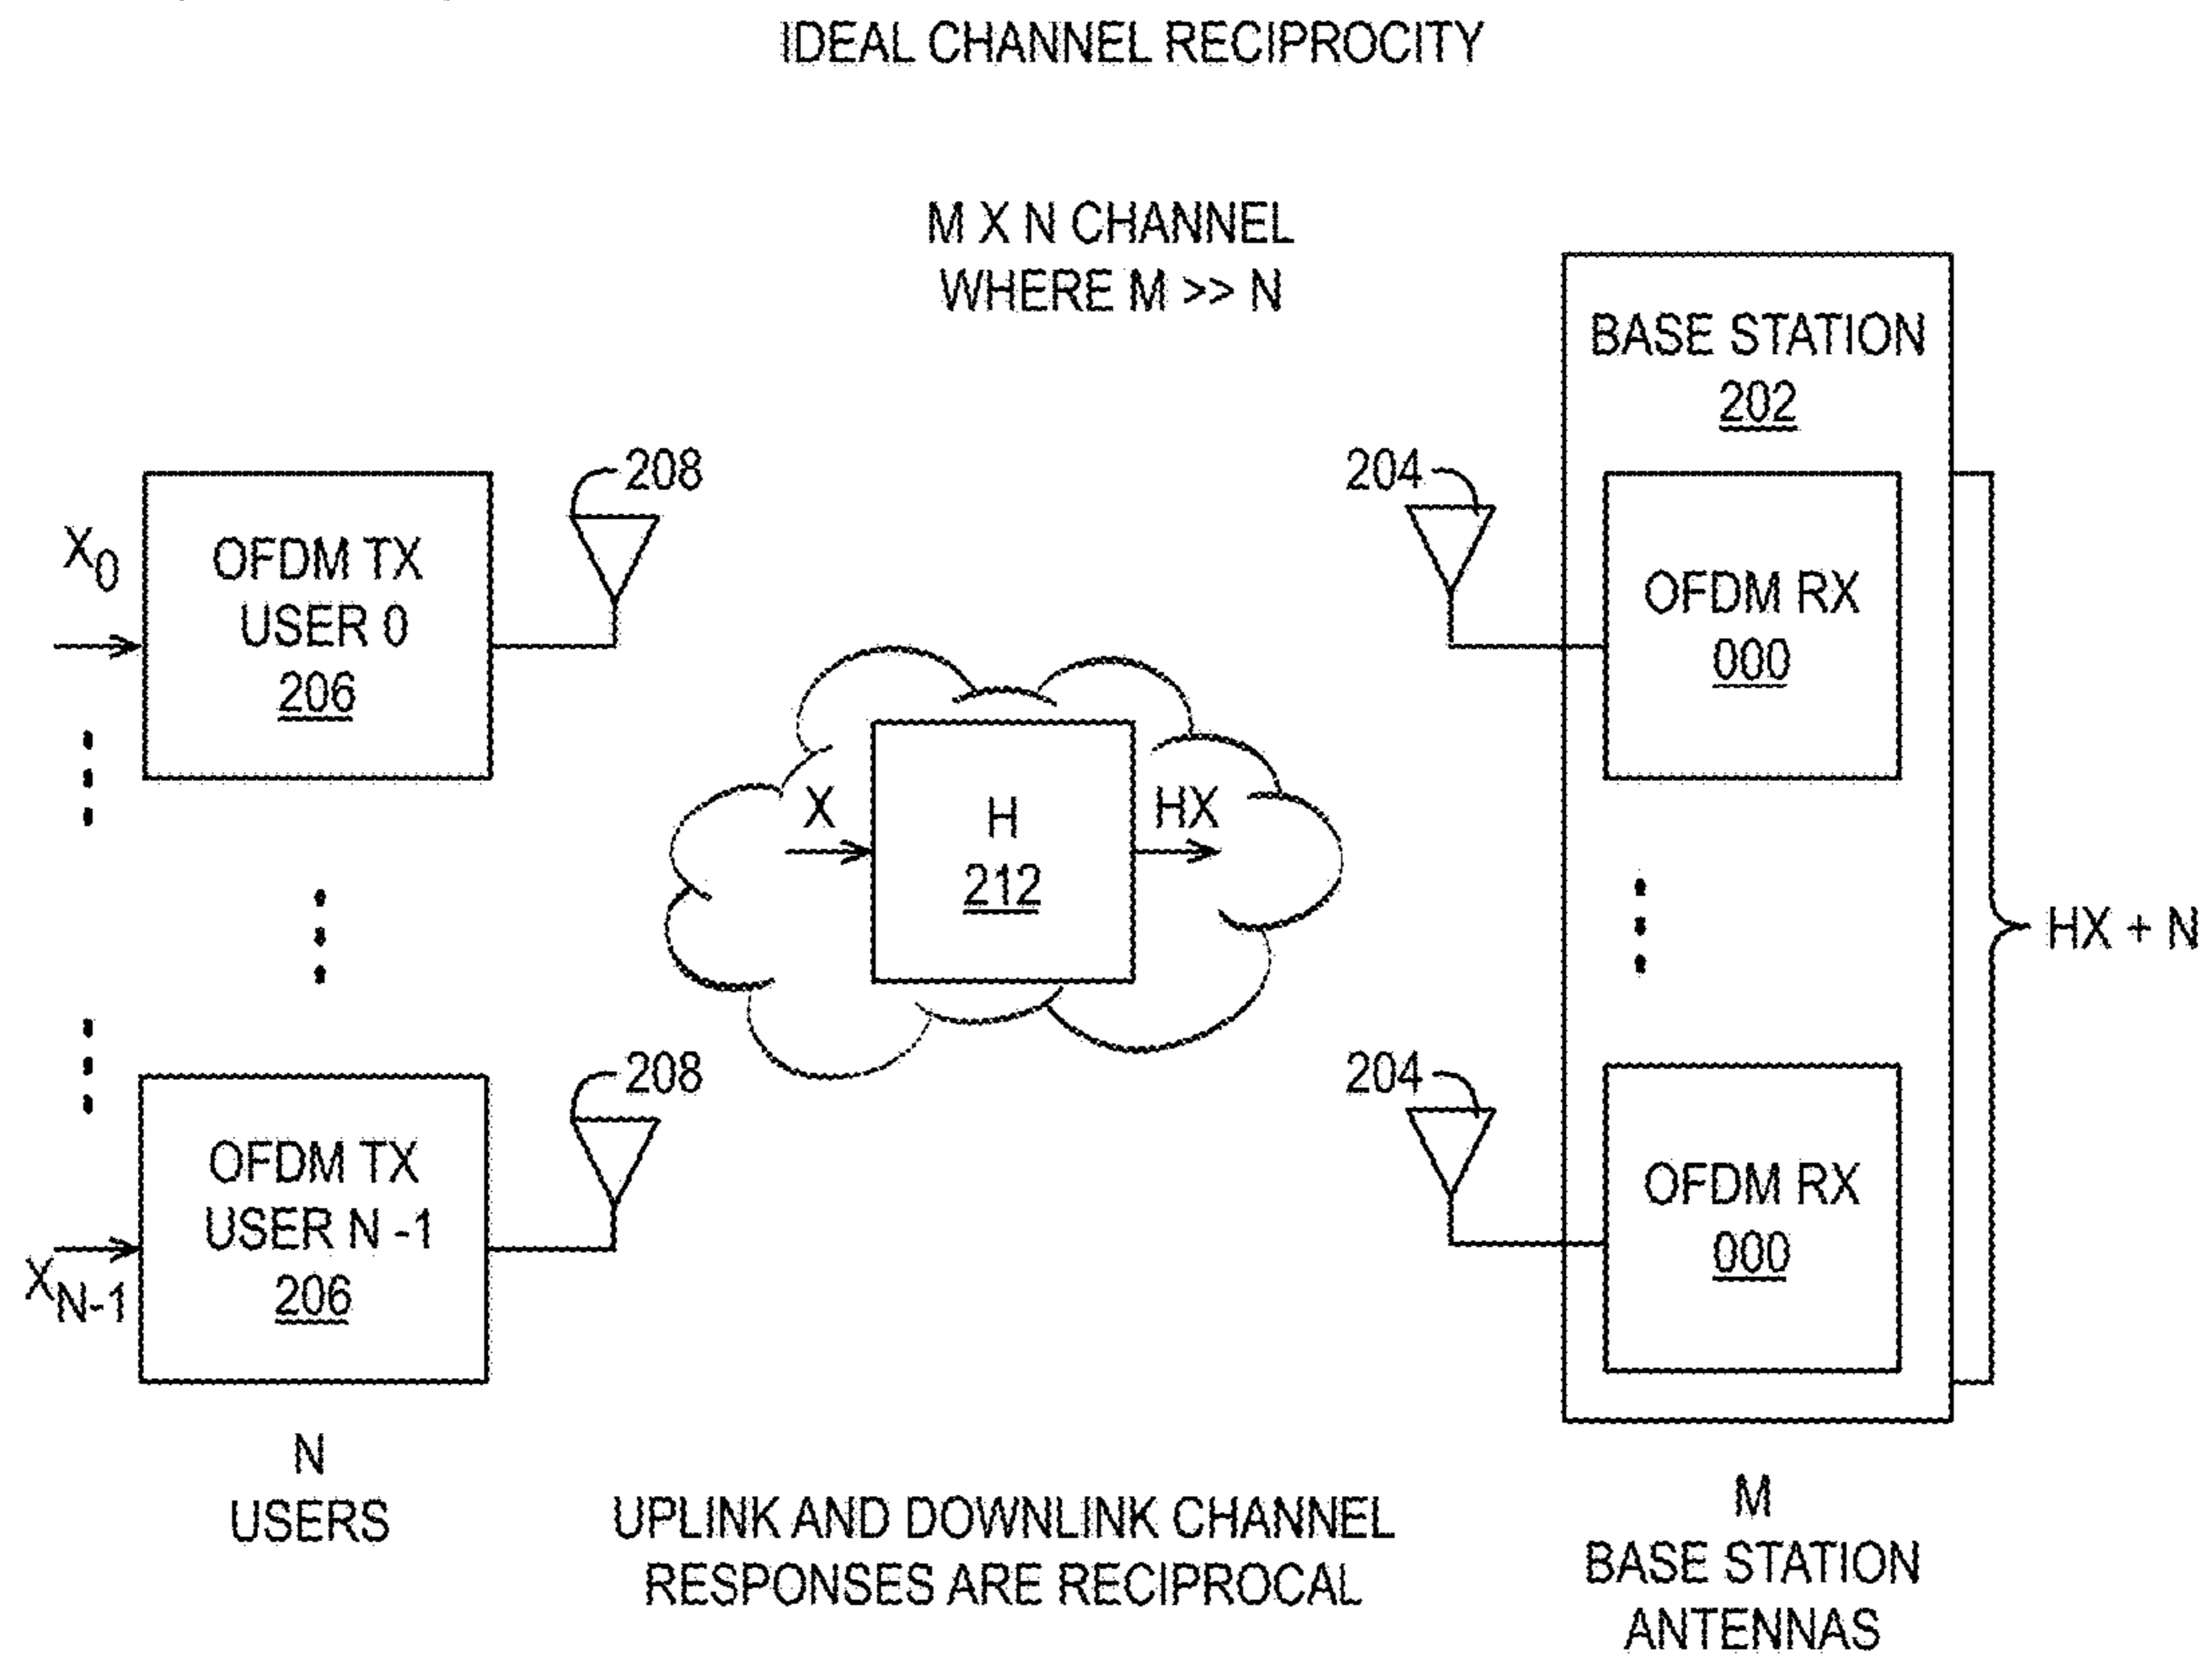 IDEAL CHANNEL RECIPROCITY
M X N CHANNEL
WHERE M >> N
BASE STATION
202
208
204
X0
OFDM TX
USER 0
206
OFDM RX
000
X
H
212
HX
HX + N
208
204
XN-1
OFDM TX
USER N -1
206
OFDM RX
000
N
USERS
UPLINK AND DOWNLINK CHANNEL
RESPONSES ARE RECIPROCAL
M
BASE STATION
ANTENNAS